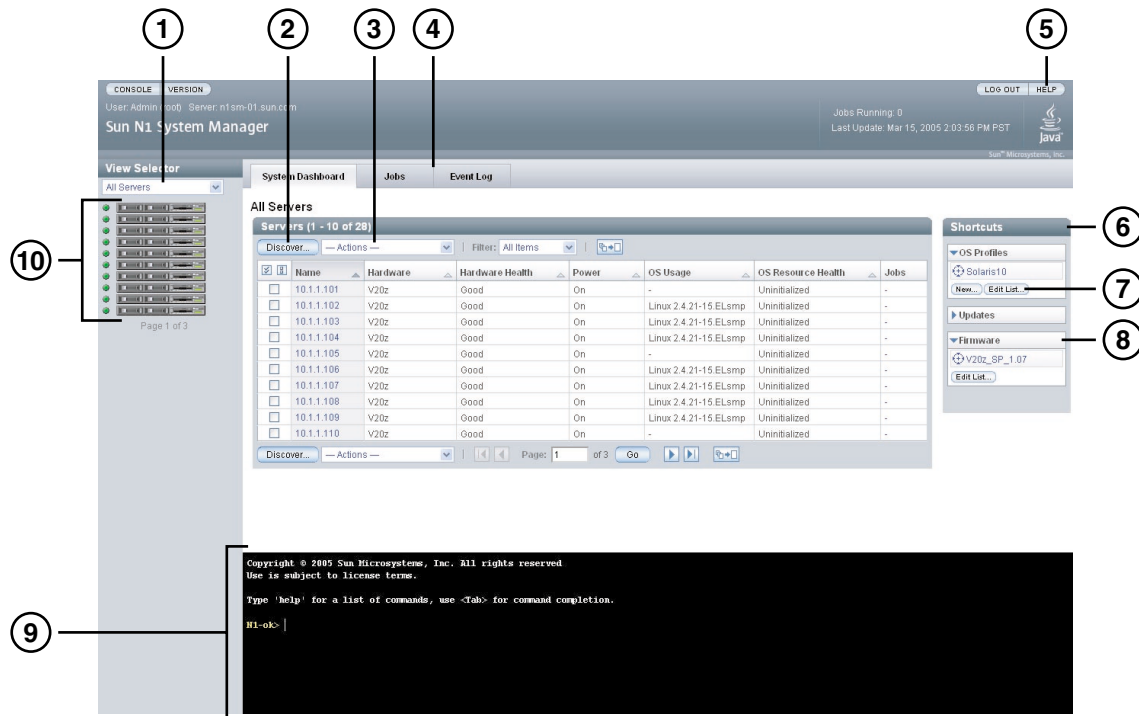 1 2 3 4 5
CONSOLE VERSION LOG OUT HELP
User: Admin (root) Server: n1sm-01.sun.com
Jobs Running: 0
Sun N1 System Manager
Last Update: Mar 15, 2005 2:03:56 PM PST
Java™
Sun™ Microsystems, Inc.
View Selector
All Servers
Page 1 of 3
10
System Dashboard Jobs Event Log
All Servers
Servers (1 - 10 of 28)
Discover... — Actions — Filter: All Items
Name Hardware Hardware Health Power OS Usage OS Resource Health Jobs
10.1.1.101 V20z Good On - Uninitialized -
10.1.1.102 V20z Good On Linux 2.4.21-15.ELsmp Uninitialized -
10.1.1.103 V20z Good On Linux 2.4.21-15.ELsmp Uninitialized -
10.1.1.104 V20z Good On Linux 2.4.21-15.ELsmp Uninitialized -
10.1.1.105 V20z Good On - Uninitialized -
10.1.1.106 V20z Good On Linux 2.4.21-15.ELsmp Uninitialized -
10.1.1.107 V20z Good On Linux 2.4.21-15.ELsmp Uninitialized -
10.1.1.108 V20z Good On Linux 2.4.21-15.ELsmp Uninitialized -
10.1.1.109 V20z Good On Linux 2.4.21-15.ELsmp Uninitialized -
10.1.1.110 V20z Good On - Uninitialized -
Discover... — Actions — Page: 1 of 3 Go
Shortcuts 6
OS Profiles
Solaris10
New... Edit List... 7
Updates
Firmware 8
V20z_SP_1.07
Edit List...
Copyright © 2005 Sun Microsystems, Inc. All rights reserved
Use is subject to license terms.
Type 'help' for a list of commands, use <Tab> for command completion.
N1-ok>
9